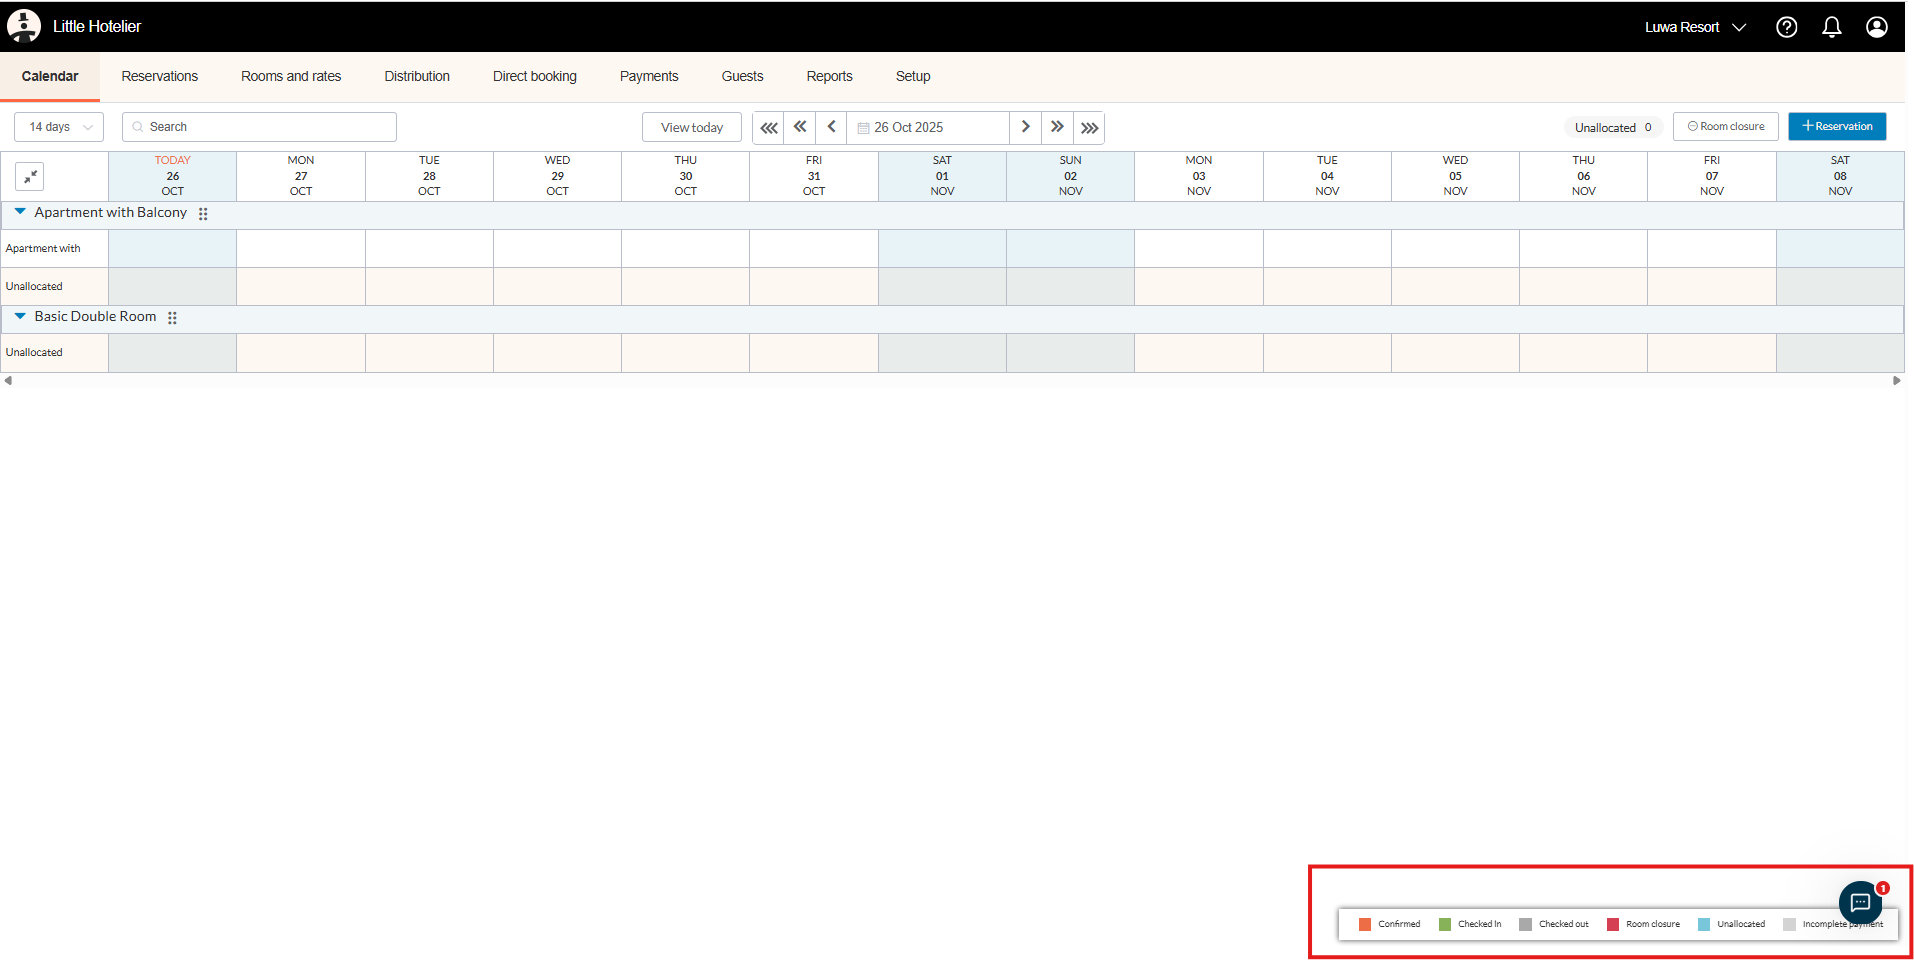 Little Hotelier
Luwa Resort
Calendar Reservations Rooms and rates Distribution Direct booking Payments Guests Reports Setup
14 days Search View today 26 Oct 2025 Unallocated 0 Room closure +Reservation
TODAY MON TUE WED THU FRI SAT SUN MON TUE WED THU FRI SAT
26 27 28 29 30 31 01 02 03 04 05 06 07 08
OCT OCT OCT OCT OCT OCT NOV NOV NOV NOV NOV NOV NOV NOV
Apartment with Balcony
Apartment with
Unallocated
Basic Double Room
Unallocated
1
Confirmed Checked In Checked out Room closure Unallocated Incomplete payment